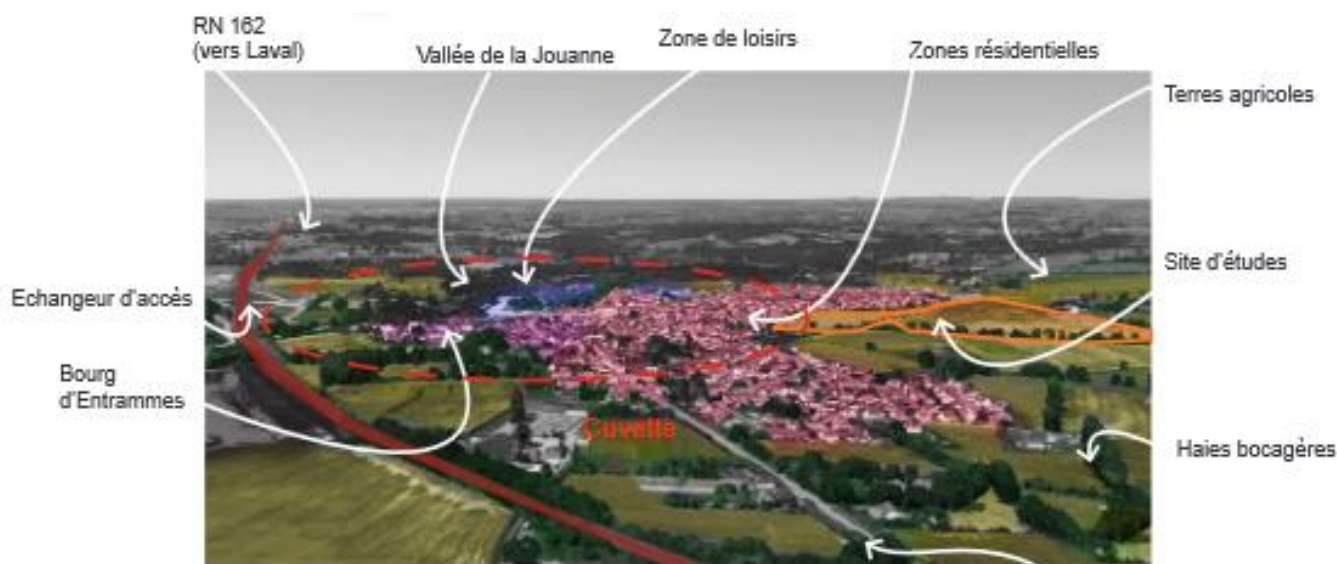 RN 162
(vers Laval)
Vallée de la Jouanne
Zone de loisirs
Zones résidentielles
Terres agricoles
Site d'études
Echangeur d'accès
Bourg
d'Entrammes
Cuvette
Haies bocagères